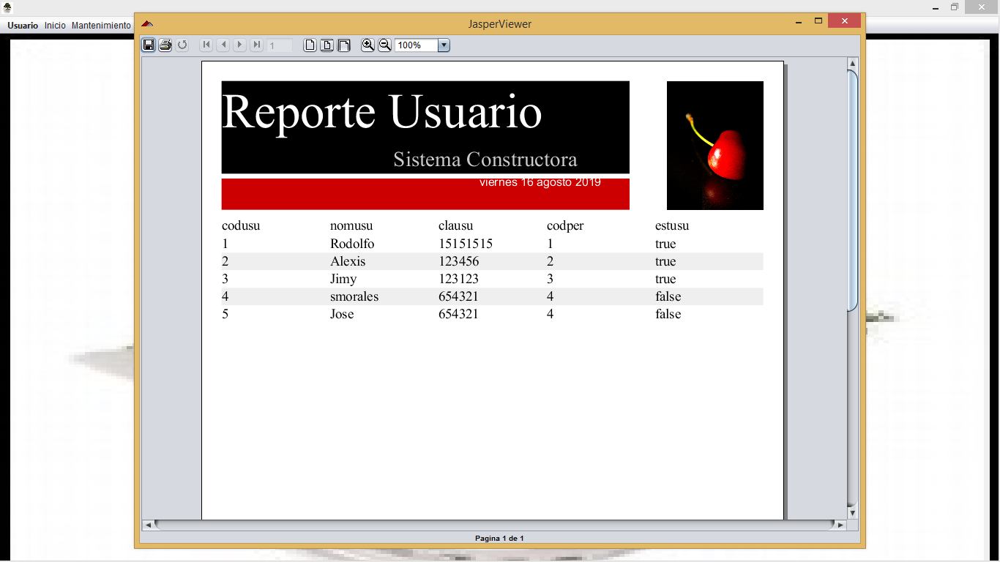 JasperViewer
Usuario Inicio Mantenimiento
1 100%
Reporte Usuario
Sistema Constructora
viernes 16 agosto 2019
codusu nomusu clausu codper estusu
1 Rodolfo 15151515 1 true
2 Alexis 123456 2 true
3 Jimy 123123 3 true
4 smorales 654321 4 false
5 Jose 654321 4 false
Pagina 1 de 1